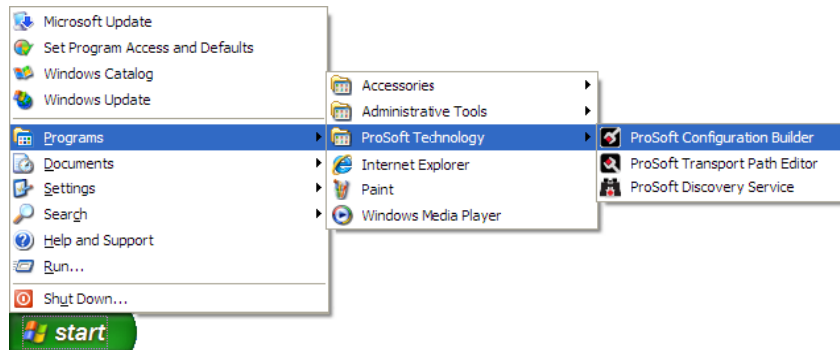 Microsoft Update
Set Program Access and Defaults
Windows Catalog
Windows Update
Programs
Documents
Settings
Search
Help and Support
Run...
Shut Down...
start
Accessories
Administrative Tools
ProSoft Technology
Internet Explorer
Paint
Windows Media Player
ProSoft Configuration Builder
ProSoft Transport Path Editor
ProSoft Discovery Service